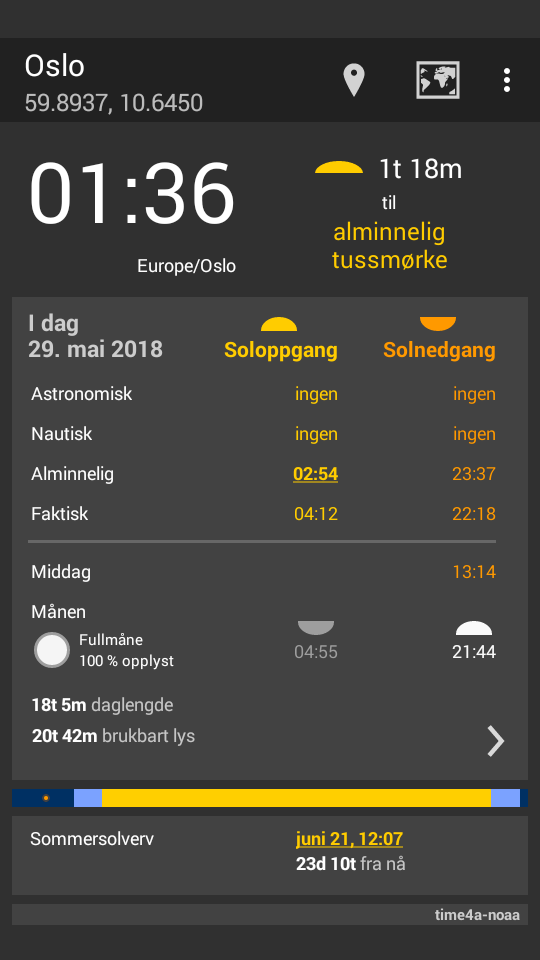 Oslo
59.8937, 10.6450
01:36
Europe/Oslo
1t 18m
til
alminnelig
tussmørke
I dag
29. mai 2018
Soloppgang
Solnedgang
Astronomisk ingen ingen
Nautisk ingen ingen
Alminnelig 02:54 23:37
Faktisk 04:12 22:18
Middag 13:14
Månen
Fullmåne
100 % opplyst
04:55 21:44
18t 5m daglengde
20t 42m brukbart lys
Sommersolverv juni 21, 12:07
23d 10t fra nå
time4a-noaa